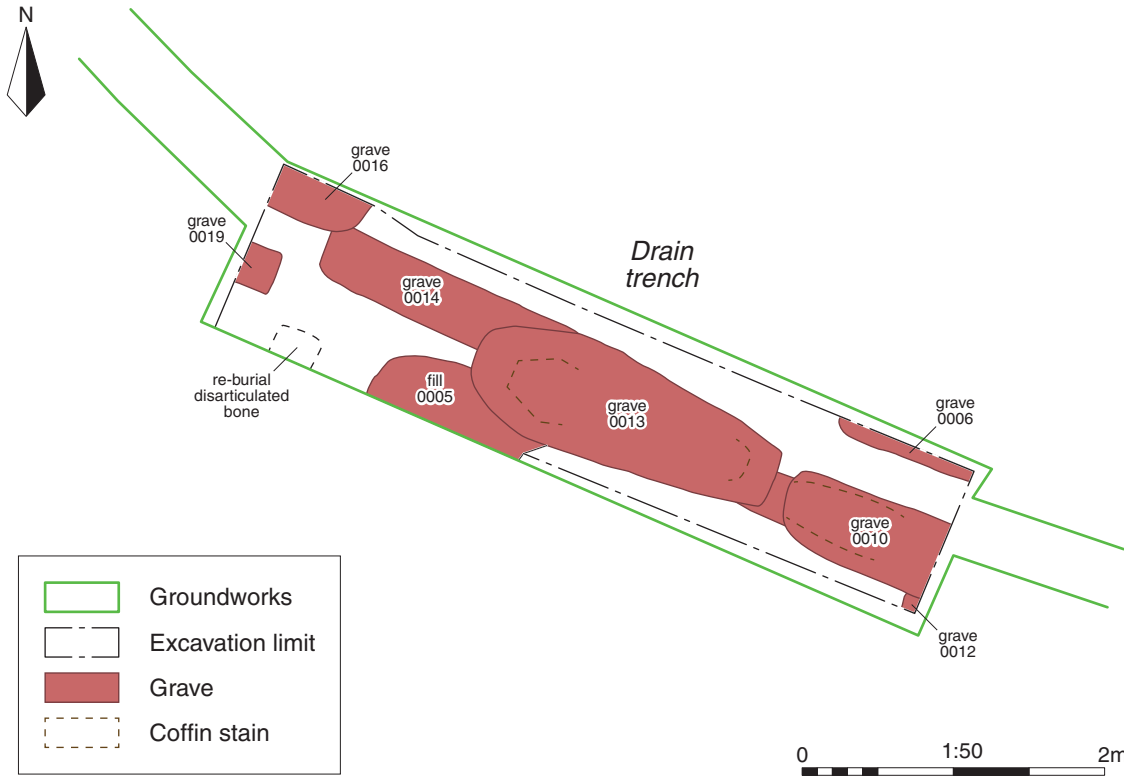 N
grave
0016
grave
0019
Drain
trench
grave
0014
re-burial
disarticulated
bone
fill
0005
grave
0013
grave
0006
grave
0010
grave
0012
Groundworks
Excavation limit
Grave
Coffin stain
0
1:50
2m